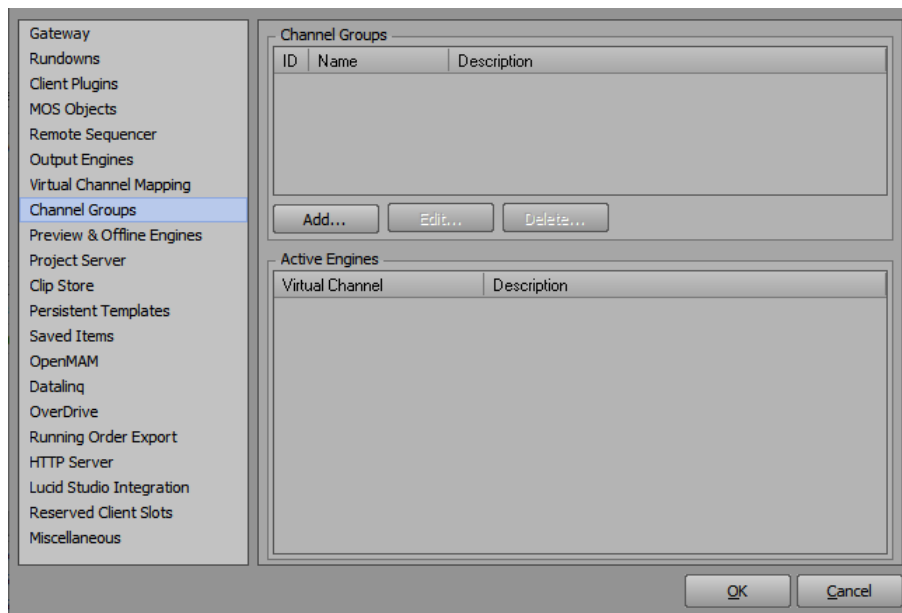 Gateway
Rundowns
Client Plugins
MOS Objects
Remote Sequencer
Output Engines
Virtual Channel Mapping
Channel Groups
Preview & Offline Engines
Project Server
Clip Store
Persistent Templates
Saved Items
OpenMAM
Datalinq
OverDrive
Running Order Export
HTTP Server
Lucid Studio Integration
Reserved Client Slots
Miscellaneous
Channel Groups
ID Name Description
Add... Edit... Delete...
Active Engines
Virtual Channel Description
OK Cancel